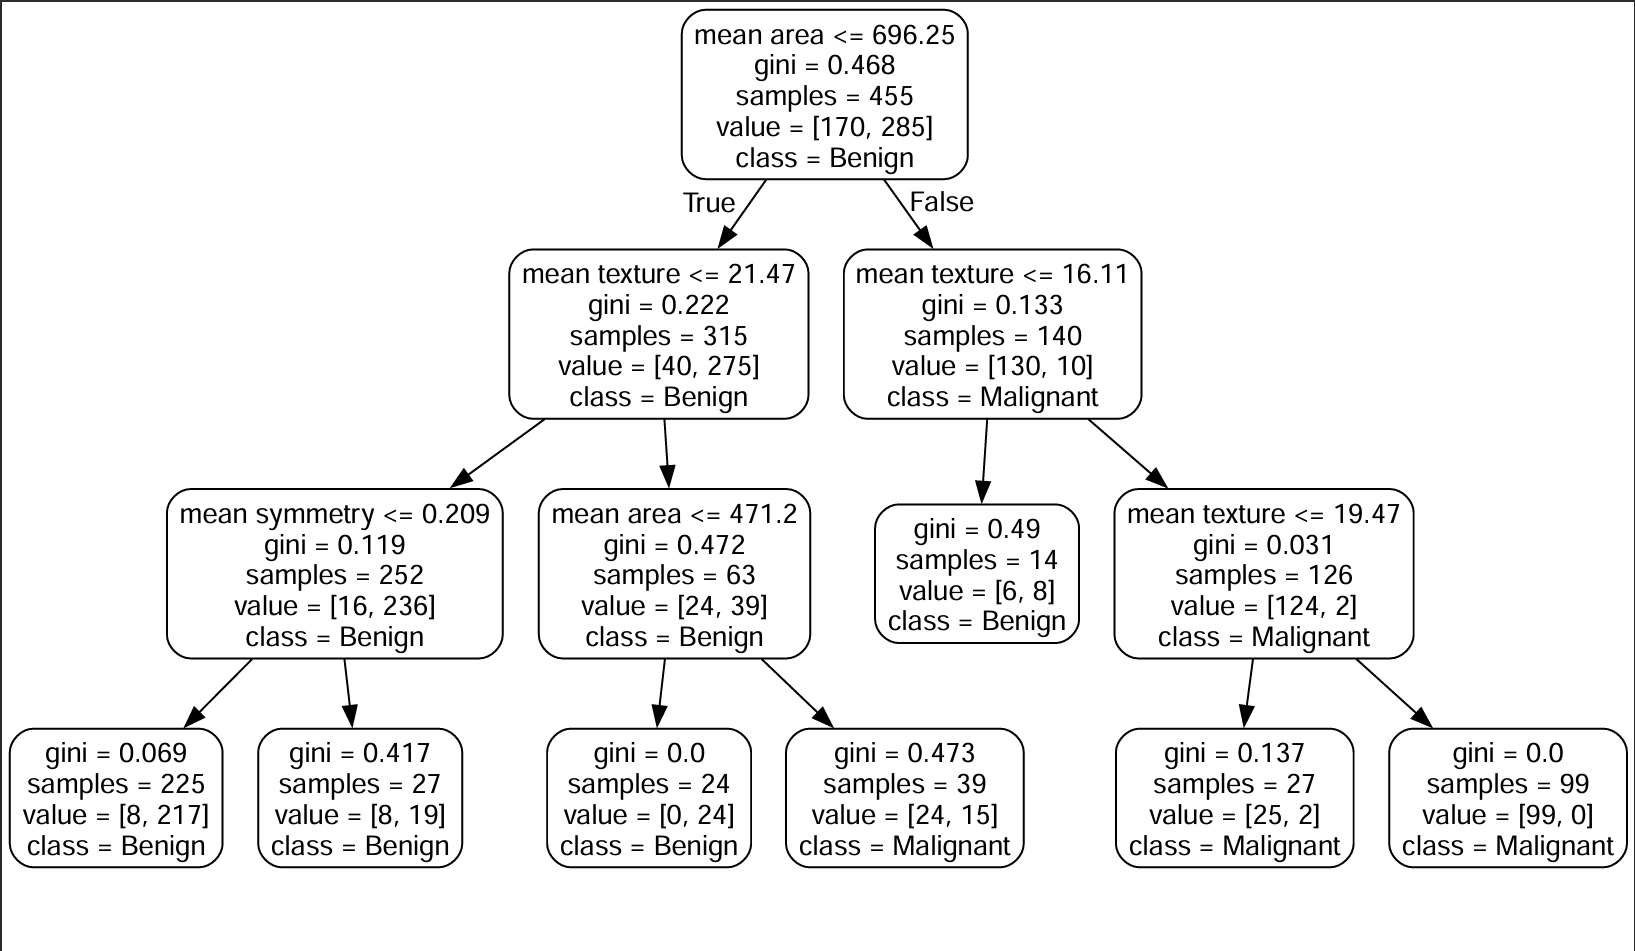 mean area <= 696.25
gini = 0.468
samples = 455
value = [170, 285]
class = Benign
True
False
mean texture <= 21.47
gini = 0.222
samples = 315
value = [40, 275]
class = Benign
mean texture <= 16.11
gini = 0.133
samples = 140
value = [130, 10]
class = Malignant
mean symmetry <= 0.209
gini = 0.119
samples = 252
value = [16, 236]
class = Benign
mean area <= 471.2
gini = 0.472
samples = 63
value = [24, 39]
class = Benign
gini = 0.49
samples = 14
value = [6, 8]
class = Benign
mean texture <= 19.47
gini = 0.031
samples = 126
value = [124, 2]
class = Malignant
gini = 0.069
samples = 225
value = [8, 217]
class = Benign
gini = 0.417
samples = 27
value = [8, 19]
class = Benign
gini = 0.0
samples = 24
value = [0, 24]
class = Benign
gini = 0.473
samples = 39
value = [24, 15]
class = Malignant
gini = 0.137
samples = 27
value = [25, 2]
class = Malignant
gini = 0.0
samples = 99
value = [99, 0]
class = Malignant